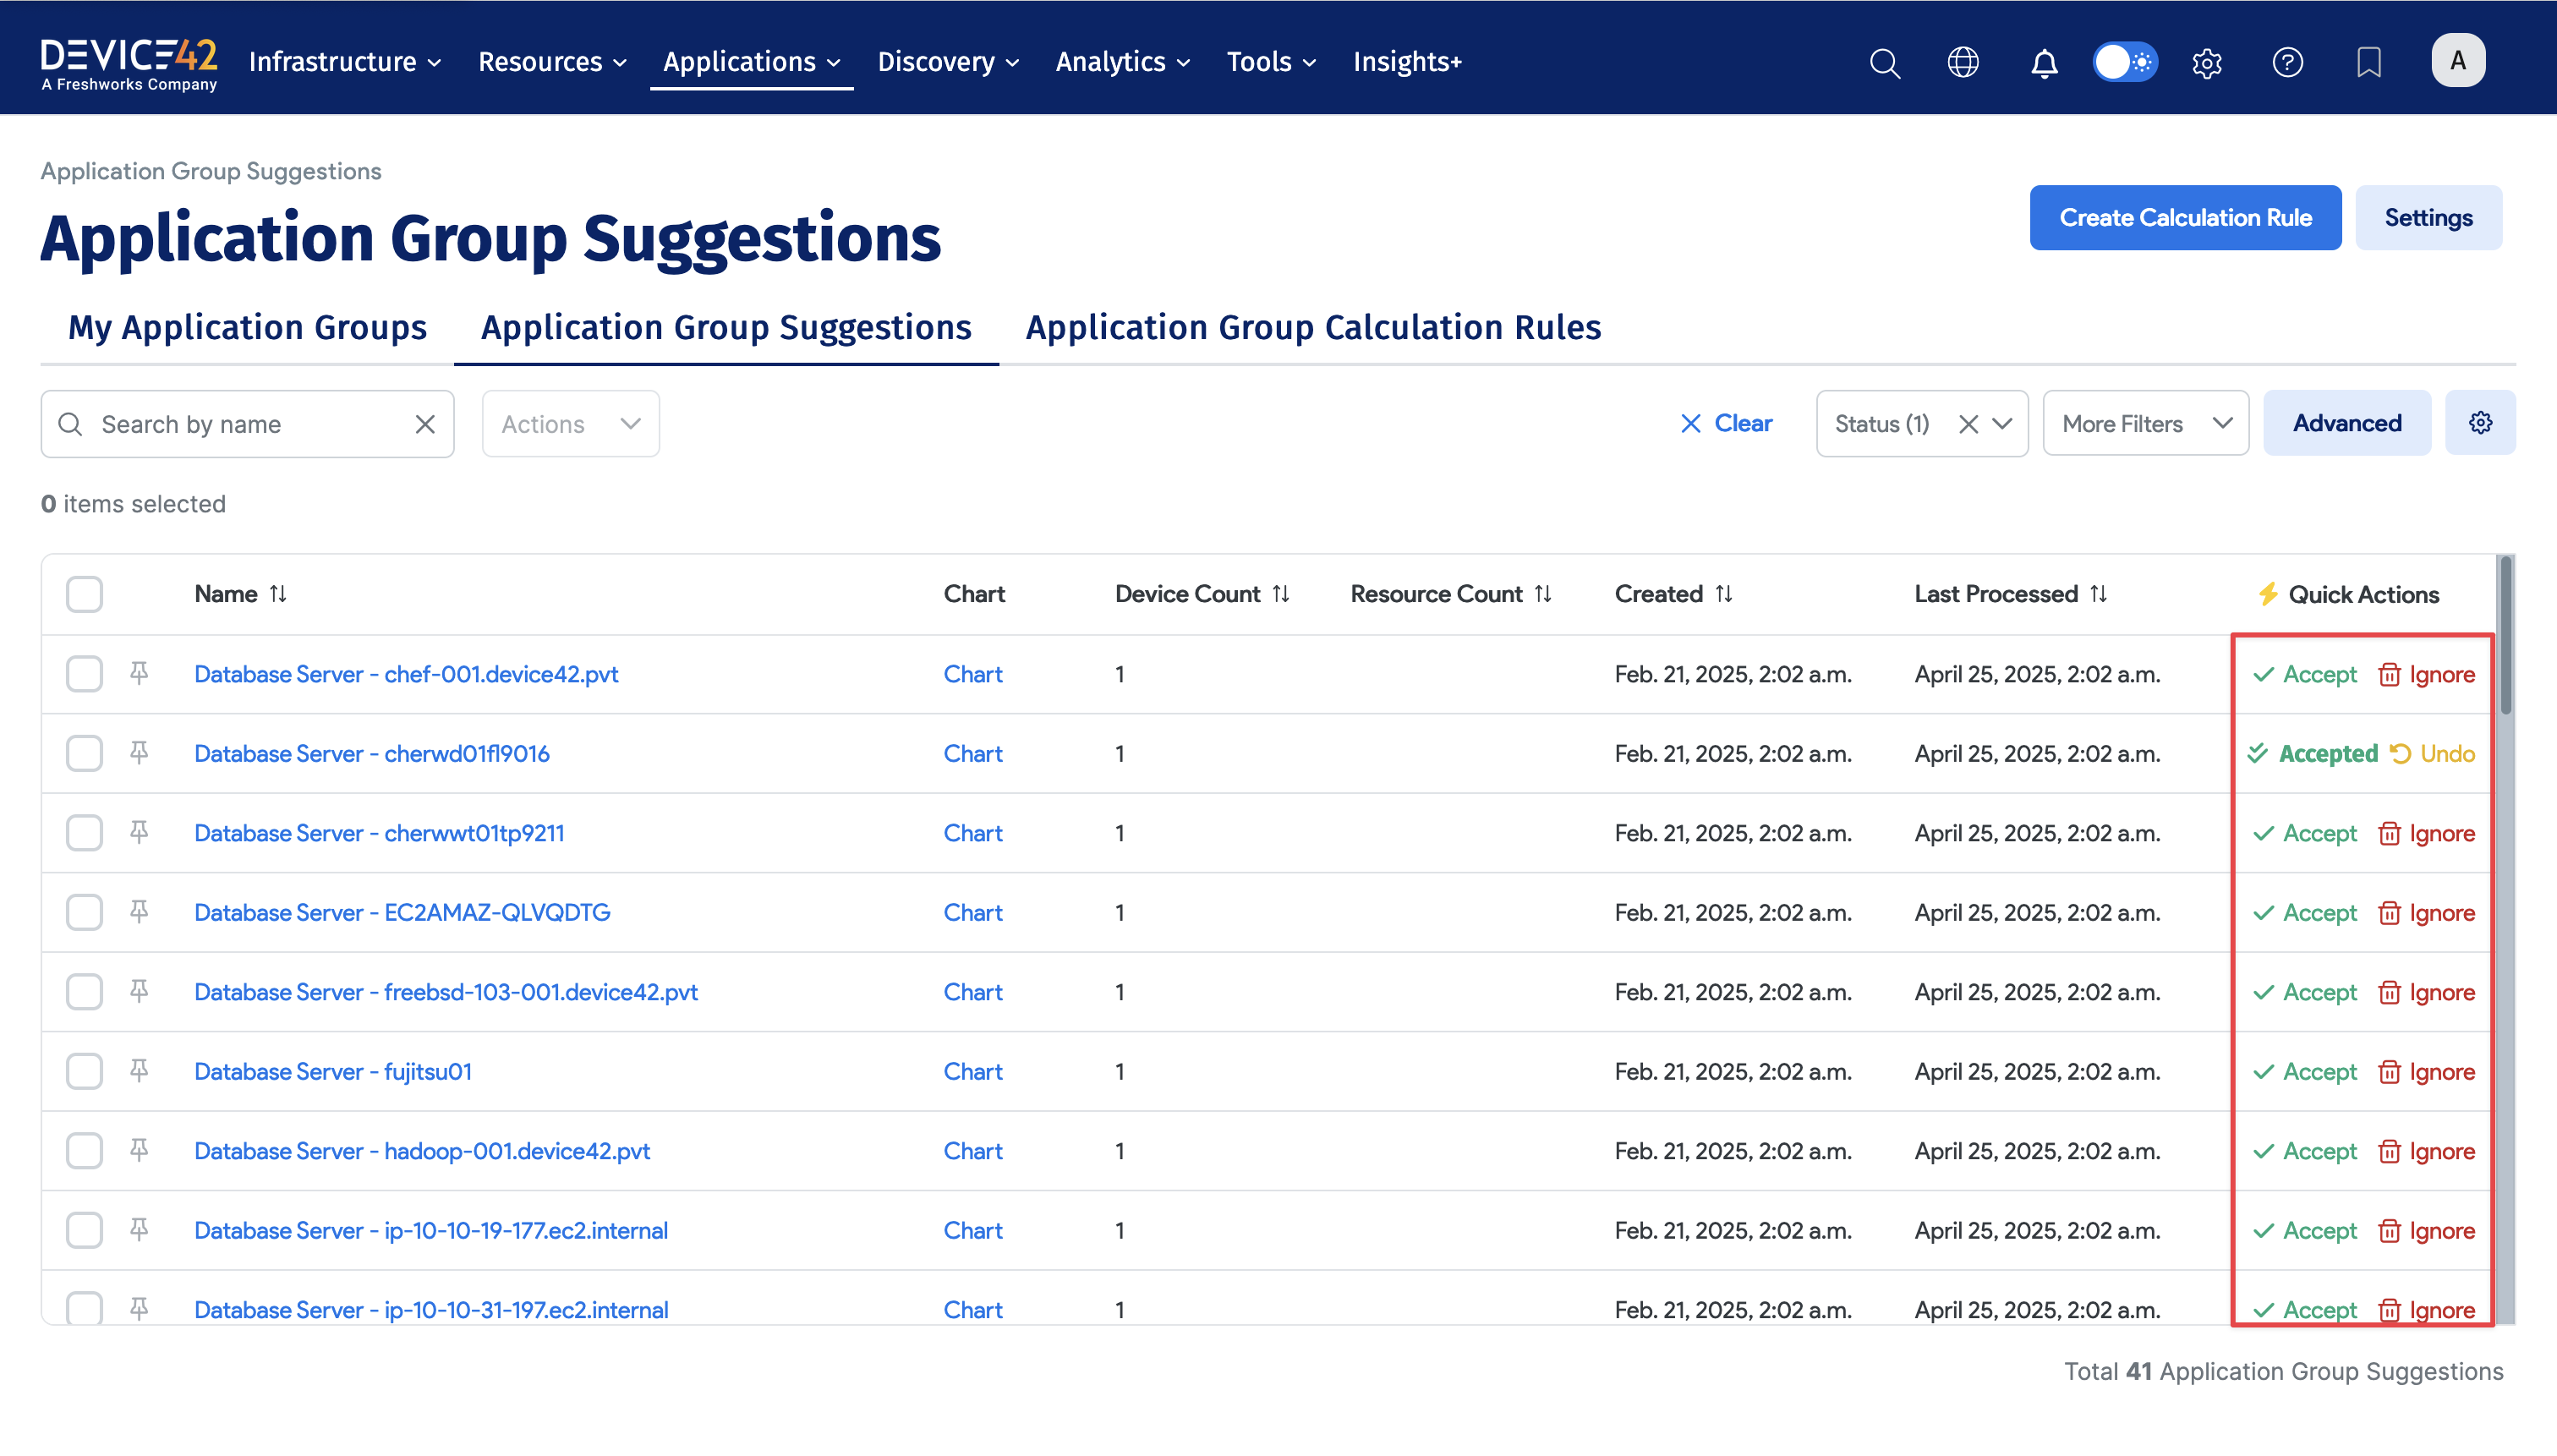 DEVICE42
A Freshworks Company
Infrastructure Resources Applications Discovery Analytics Tools Insights+ A
Application Group Suggestions
Application Group Suggestions
Create Calculation Rule Settings
My Application Groups Application Group Suggestions Application Group Calculation Rules
Search by name Actions Clear Status (1) More Filters Advanced
0 items selected
Name Chart Device Count Resource Count Created Last Processed Quick Actions
Database Server - chef-001.device42.pvt Chart 1 Feb. 21, 2025, 2:02 a.m. April 25, 2025, 2:02 a.m. Accept Ignore
Database Server - cherwd01fl9016 Chart 1 Feb. 21, 2025, 2:02 a.m. April 25, 2025, 2:02 a.m. Accepted Undo
Database Server - cherwwt01tp9211 Chart 1 Feb. 21, 2025, 2:02 a.m. April 25, 2025, 2:02 a.m. Accept Ignore
Database Server - EC2AMAZ-QLVQDTG Chart 1 Feb. 21, 2025, 2:02 a.m. April 25, 2025, 2:02 a.m. Accept Ignore
Database Server - freebsd-103-001.device42.pvt Chart 1 Feb. 21, 2025, 2:02 a.m. April 25, 2025, 2:02 a.m. Accept Ignore
Database Server - fujitsu01 Chart 1 Feb. 21, 2025, 2:02 a.m. April 25, 2025, 2:02 a.m. Accept Ignore
Database Server - hadoop-001.device42.pvt Chart 1 Feb. 21, 2025, 2:02 a.m. April 25, 2025, 2:02 a.m. Accept Ignore
Database Server - ip-10-10-19-177.ec2.internal Chart 1 Feb. 21, 2025, 2:02 a.m. April 25, 2025, 2:02 a.m. Accept Ignore
Database Server - ip-10-10-31-197.ec2.internal Chart 1 Feb. 21, 2025, 2:02 a.m. April 25, 2025, 2:02 a.m. Accept Ignore
Total 41 Application Group Suggestions